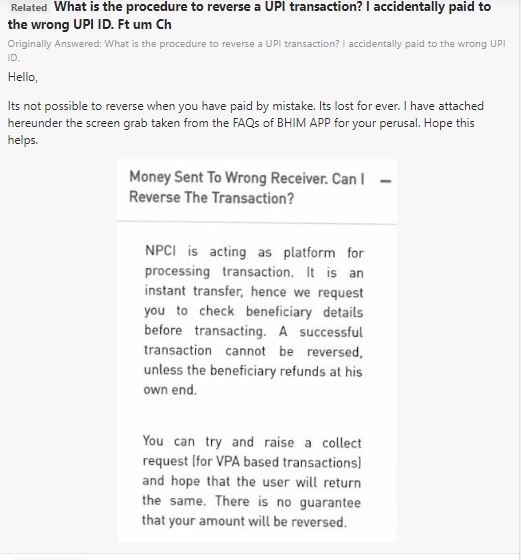 Related What is the procedure to reverse a UPI transaction? I accidentally paid to
the wrong UPI ID. Ft um Ch
Originally Answered: What is the procedure to reverse a UPI transaction? I accidentally paid to the wrong UPI
ID.
Hello,
Its not possible to reverse when you have paid by mistake. Its lost for ever. I have attached
hereunder the screen grab taken from the FAQs of BHIM APP for your perusal. Hope this
helps.
Money Sent To Wrong Receiver. Can I –
Reverse The Transaction?
NPCI is acting as platform for
processing transaction. It is an
instant transfer, hence we request
you to check beneficiary details
before transacting. A successful
transaction cannot be reversed,
unless the beneficiary refunds at his
own end.
You can try and raise a collect
request (for VPA based transactions)
and hope that the user will return
the same. There is no guarantee
that your amount will be reversed.